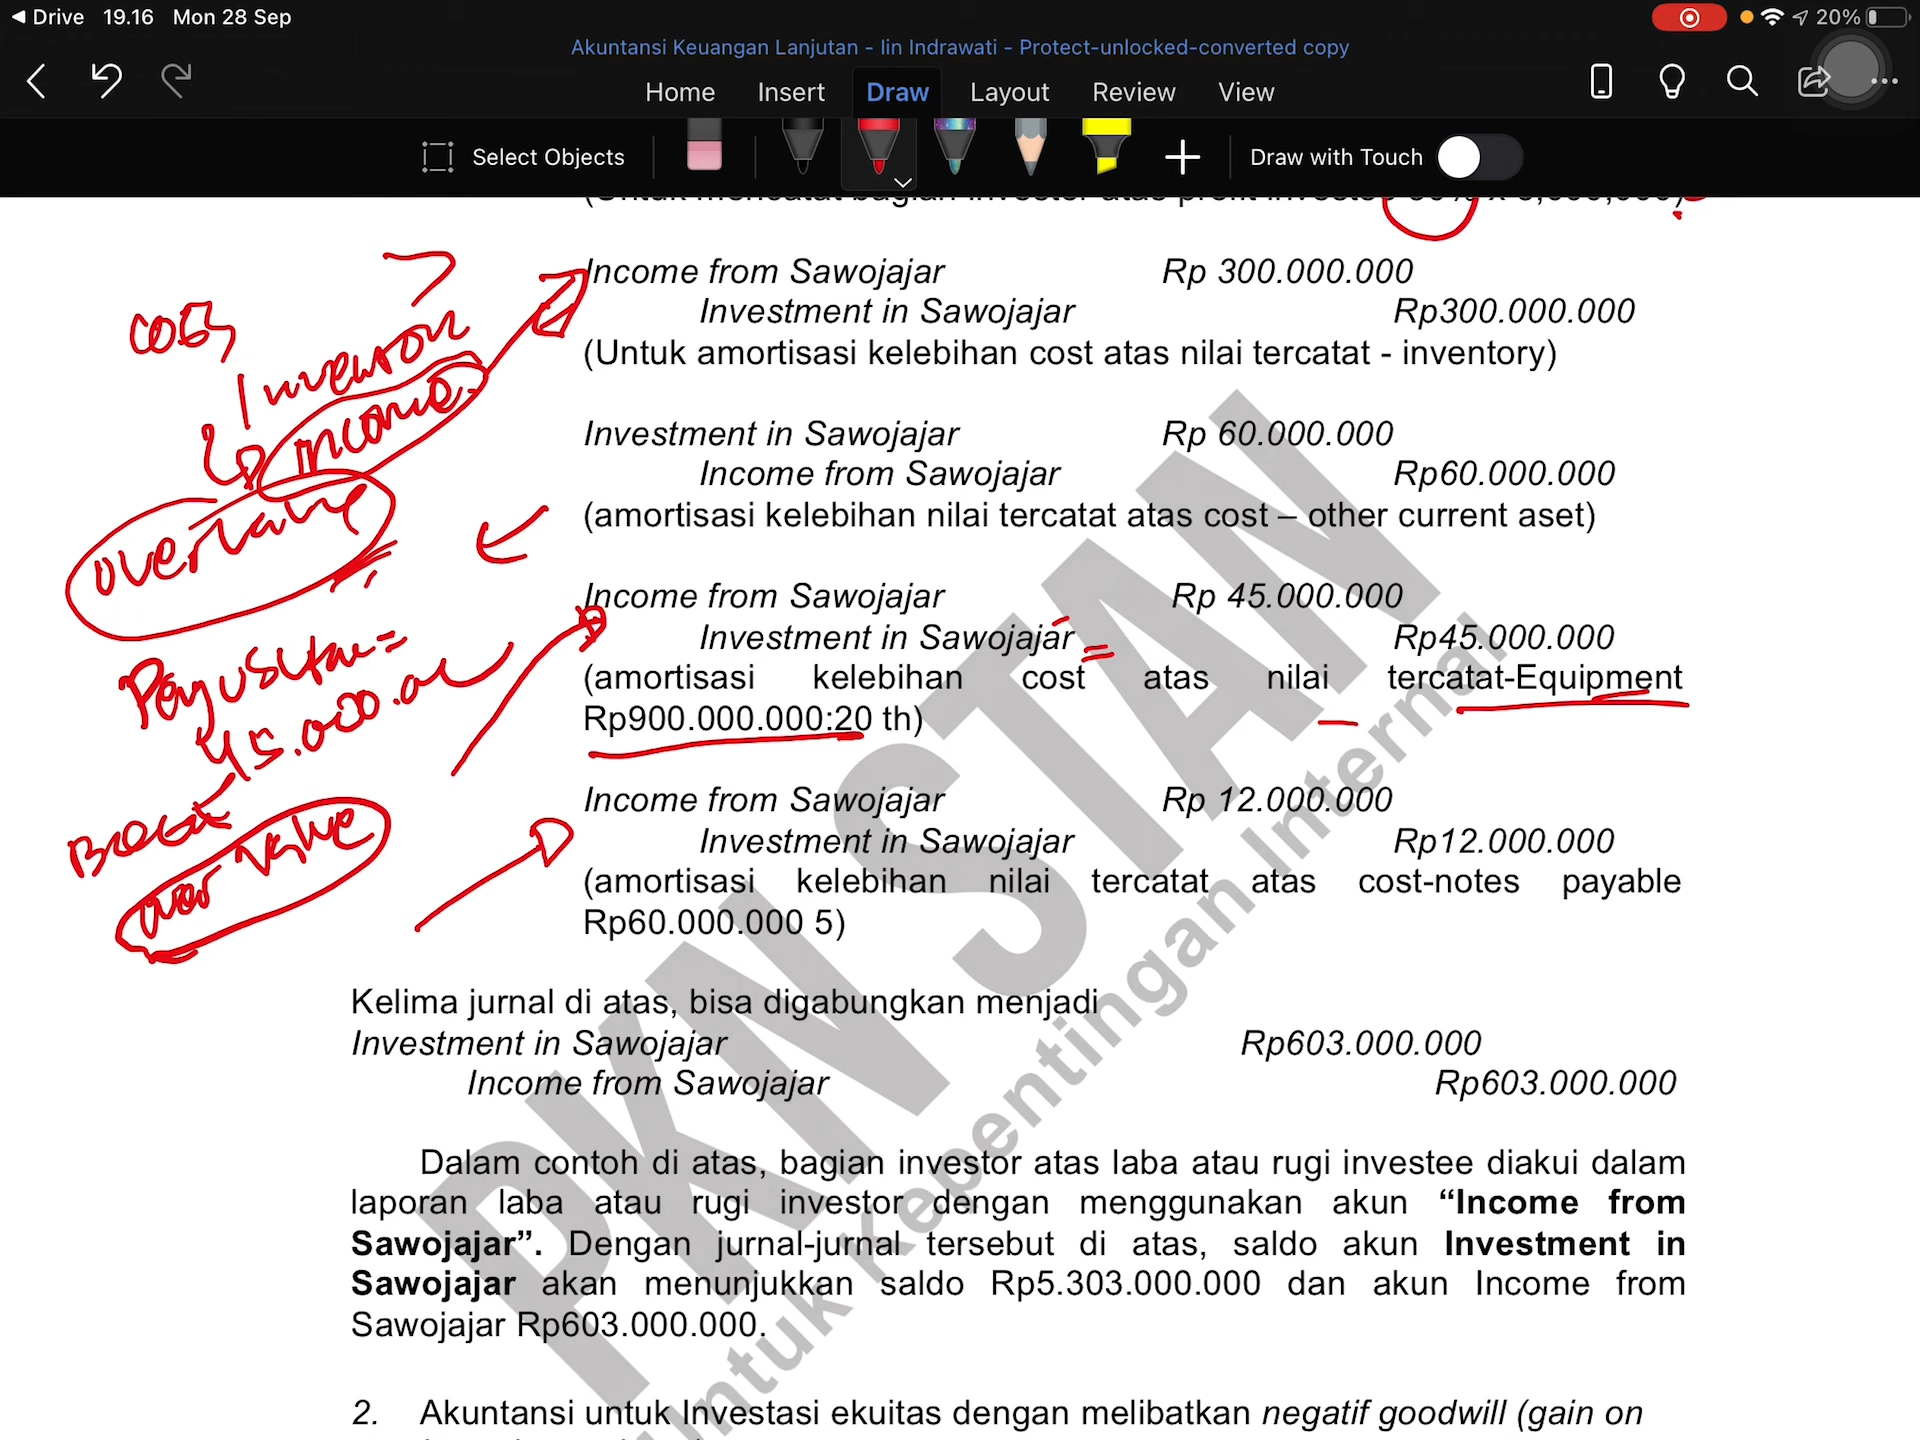 Drive 19.16 Mon 28 Sep 20%
Akuntansi Keuangan Lanjutan - Iin Indrawati - Protect-unlocked-converted copy
Home Insert Draw Layout Review View
Select Objects Draw with Touch
Income from Sawojajar Rp 300.000.000
Investment in Sawojajar Rp300.000.000
(Untuk amortisasi kelebihan cost atas nilai tercatat - inventory)
Investment in Sawojajar Rp 60.000.000
Income from Sawojajar Rp60.000.000
(amortisasi kelebihan nilai tercatat atas cost – other current aset)
Income from Sawojajar Rp 45.000.000
Investment in Sawojajar Rp45.000.000
(amortisasi kelebihan cost atas nilai tercatat-Equipment
Rp900.000.000:20 th)
Income from Sawojajar Rp 12.000.000
Investment in Sawojajar Rp12.000.000
(amortisasi kelebihan nilai tercatat atas cost-notes payable
Rp60.000.000 5)
income
over value
Kelima jurnal di atas, bisa digabungkan menjadi
Investment in Sawojajar Rp603.000.000
Income from Sawojajar Rp603.000.000
Dalam contoh di atas, bagian investor atas laba atau rugi investee diakui dalam
laporan laba atau rugi investor dengan menggunakan akun “Income from
Sawojajar”. Dengan jurnal-jurnal tersebut di atas, saldo akun Investment in
Sawojajar akan menunjukkan saldo Rp5.303.000.000 dan akun Income from
Sawojajar Rp603.000.000.
2. Akuntansi untuk Investasi ekuitas dengan melibatkan negatif goodwill (gain on
PKN STAN
Untuk Kepentingan Internal